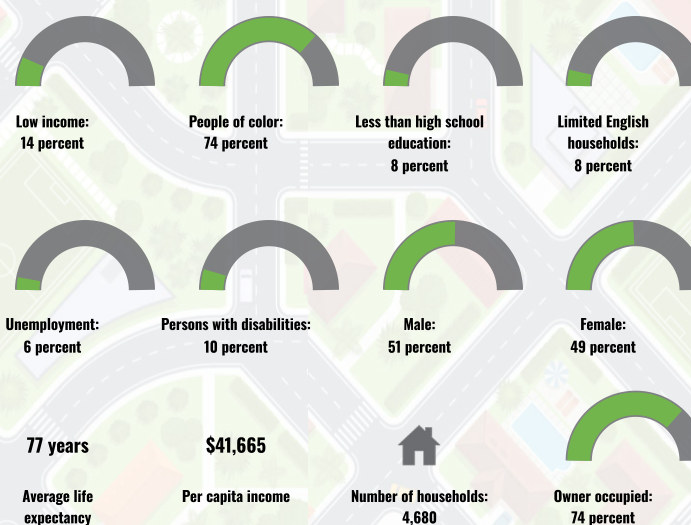 Low income:
14 percent
People of color:
74 percent
Less than high school
education:
8 percent
Limited English
households:
8 percent
Unemployment:
6 percent
Persons with disabilities:
10 percent
Male:
51 percent
Female:
49 percent
77 years
Average life
expectancy
$41,665
Per capita income
Number of households:
4,680
Owner occupied:
74 percent